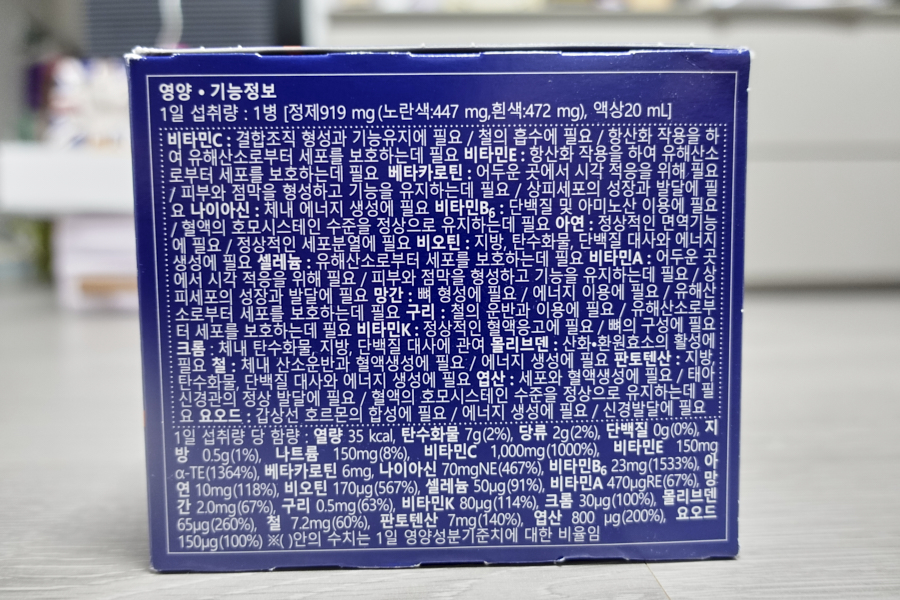 영양 • 기능정보
1일 섭취량 : 1병 [정제919 mg(노란색:447 mg,흰색:472 mg), 액상20 mL]
비타민C : 결합조직 형성과 기능유지에 필요 / 철의 흡수에 필요 / 항산화 작용을 하
여 유해산소로부터 세포를 보호하는데 필요 비타민E : 항산화 작용을 하여 유해산소
로부터 세포를 보호하는데 필요 베타카로틴 : 어두운 곳에서 시각 적응을 위해 필요
/ 피부와 점막을 형성하고 기능을 유지하는데 필요 / 상피세포의 성장과 발달에 필
요 나이아신 : 체내 에너지 생성에 필요 비타민B₆ : 단백질 및 아미노산 이용에 필요
/ 혈액의 호모시스테인 수준을 정상으로 유지하는데 필요 아연 : 정상적인 면역기능
에 필요 / 정상적인 세포분열에 필요 비오틴 : 지방, 탄수화물, 단백질 대사와 에너지
생성에 필요 셀레늄 : 유해산소로부터 세포를 보호하는데 필요 비타민A : 어두운 곳
에서 시각 적응을 위해 필요 / 피부와 점막을 형성하고 기능을 유지하는데 필요 / 상
피세포의 성장과 발달에 필요 망간 : 뼈 형성에 필요 / 에너지 이용에 필요 / 유해산
소로부터 세포를 보호하는데 필요 구리 : 철의 운반과 이용에 필요 / 유해산소로부
터 세포를 보호하는데 필요 비타민K : 정상적인 혈액응고에 필요 / 뼈의 구성에 필요
크롬 : 체내 탄수화물, 지방, 단백질 대사에 관여 몰리브덴 : 산화•환원효소의 활성에
필요 철 : 체내 산소운반과 혈액생성에 필요 / 에너지 생성에 필요 판토텐산 : 지방,
탄수화물, 단백질 대사와 에너지 생성에 필요 엽산 : 세포와 혈액생성에 필요 / 태아
신경관의 정상 발달에 필요 / 혈액의 호모시스테인 수준을 정상으로 유지하는데 필
요 요오드 : 갑상선 호르몬의 합성에 필요 / 에너지 생성에 필요 / 신경발달에 필요
1일 섭취량 당 함량 : 열량 35 kcal, 탄수화물 7g(2%), 당류 2g(2%), 단백질 0g(0%), 지
방 0.5g(1%), 나트륨 150mg(8%), 비타민C 1,000mg(1000%), 비타민E 150mg
α-TE(1364%), 베타카로틴 6mg, 나이아신 70mgNE(467%), 비타민B₆ 23mg(1533%), 아
연 10mg(118%), 비오틴 170μg(567%), 셀레늄 50μg(91%), 비타민A 470μgRE(67%), 망
간 2.0mg(67%), 구리 0.5mg(63%), 비타민K 80μg(114%), 크롬 30μg(100%), 몰리브덴
65μg(260%), 철 7.2mg(60%), 판토텐산 7mg(140%), 엽산 800 μg(200%), 요오드
150μg(100%) ※( )안의 수치는 1일 영양성분기준치에 대한 비율임